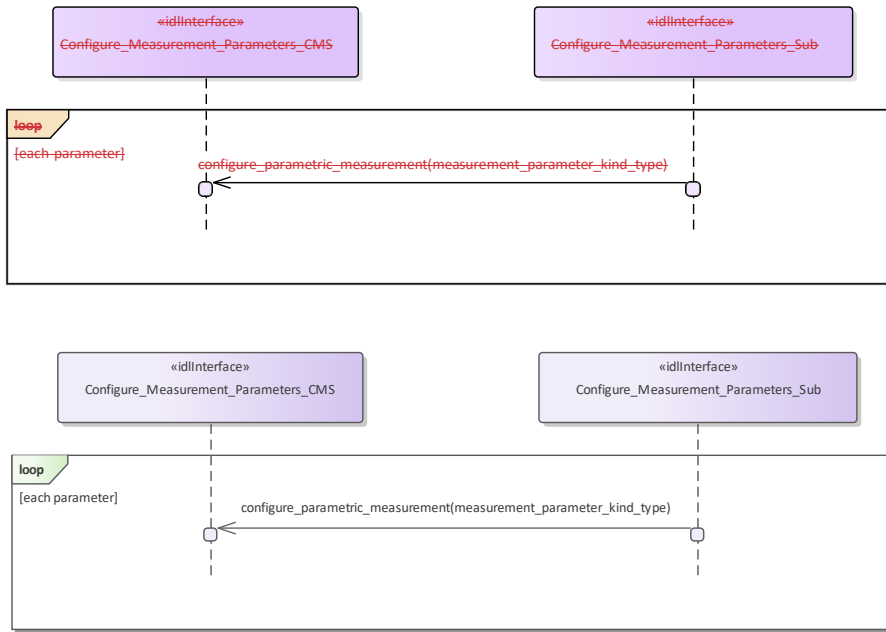 «idlInterface»
Configure_Measurement_Parameters_CMS
«idlInterface»
Configure_Measurement_Parameters_Sub
loop
[each parameter]
configure_parametric_measurement(measurement_parameter_kind_type)
«idlInterface»
Configure_Measurement_Parameters_CMS
«idlInterface»
Configure_Measurement_Parameters_Sub
loop
[each parameter]
configure_parametric_measurement(measurement_parameter_kind_type)